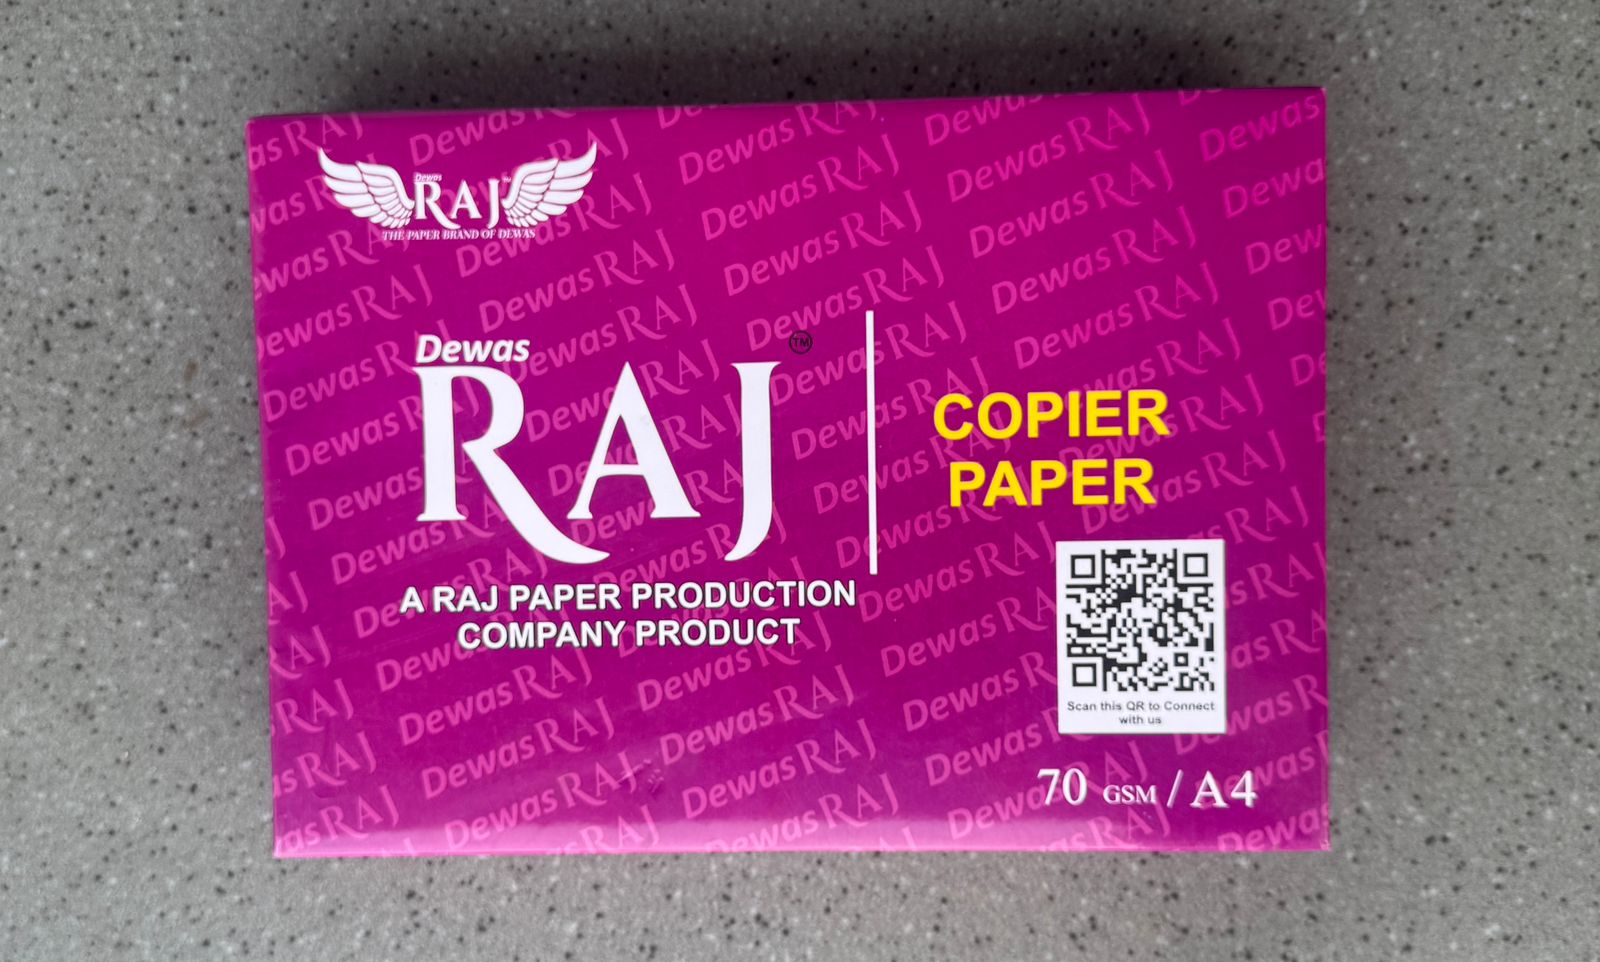 Dewas
RAJ™
THE PAPER BRAND OF DEWAS
Dewas
RAJ
TM
A RAJ PAPER PRODUCTION
COMPANY PRODUCT
COPIER
PAPER
Scan this QR to Connect
with us
70 GSM / A4